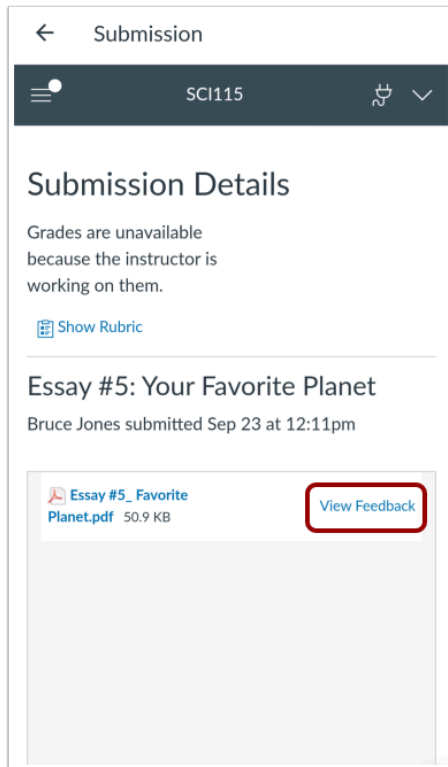 Submission
SCI115
Submission Details
Grades are unavailable
because the instructor is
working on them.
Show Rubric
Essay #5: Your Favorite Planet
Bruce Jones submitted Sep 23 at 12:11pm
Essay #5_ Favorite
Planet.pdf 50.9 KB
View Feedback